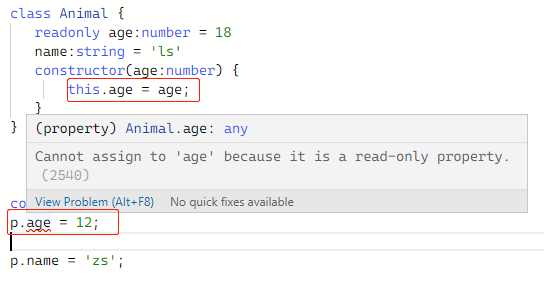 class Animal {
readonly age:number = 18
name:string = 'ls'
constructor(age:number) {
this.age = age;
}
}
(property) Animal.age: any
Cannot assign to 'age' because it is a read-only property.
(2540)
View Problem (Alt+F8) No quick fixes available
p.age = 12;
p.name = 'zs';